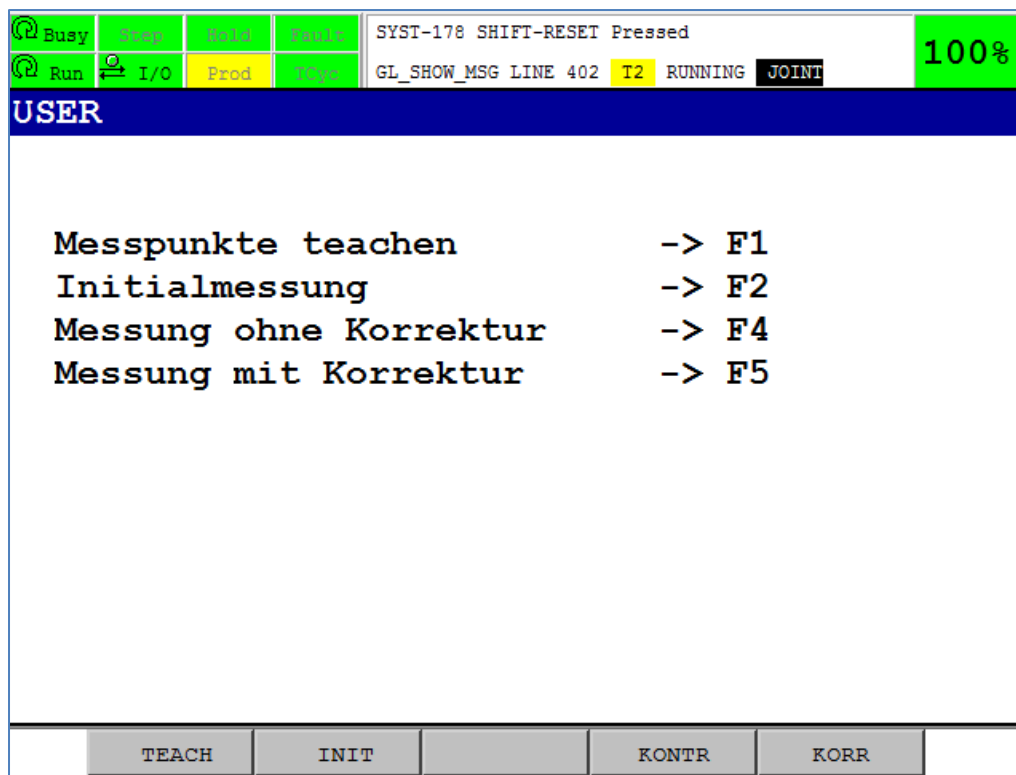 Busy Step Hold Fault SYST-178 SHIFT-RESET Pressed
Run I/O Prod TCyc GL_SHOW_MSG LINE 402 T2 RUNNING JOINT
100%
USER
Messpunkte teachen -> F1
Initialmessung -> F2
Messung ohne Korrektur -> F4
Messung mit Korrektur -> F5
TEACH INIT KONTR KORR